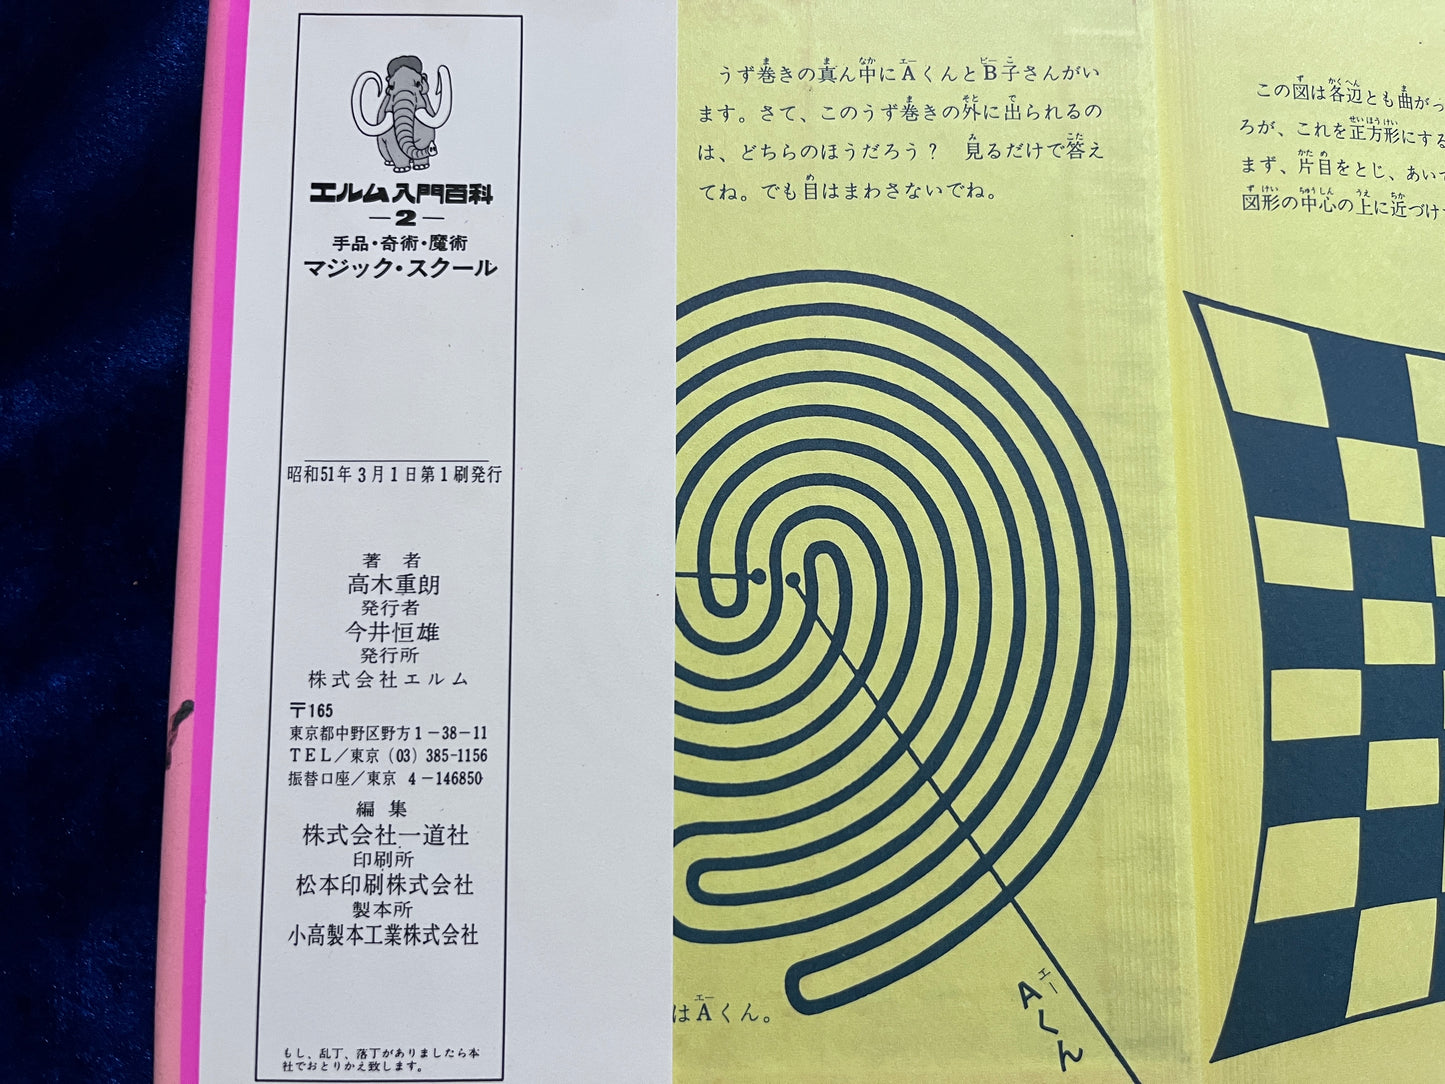 エルム入門百科
—2—
手品・奇術・魔術
マジック・スクール
昭和51年3月1日第1刷発行
著 者
高木重朗
発行者
今井恒雄
発行所
株式会社エルム
〒165
東京都中野区野方1-38-11
TEL／東京 (03) 385-1156
振替口座／東京 4-146850
編 集
株式会社一道社
印刷所
松本印刷株式会社
製本所
小高製本工業株式会社
もし、乱丁、落丁がありましたら本
社でおとりかえ致します。
うず巻きの真ん中にAくんとB子さんがい
ます。さて、このうず巻きの外に出られるの
は、どちらのほうだろう？ 見るだけで答え
てね。でも目はまわさないでね。
Aくん
はAくん。
この図は各辺とも曲がっ
ろが、これを正方形にする
まず、片目をとじ、あい
図形の中心の上に近づけ